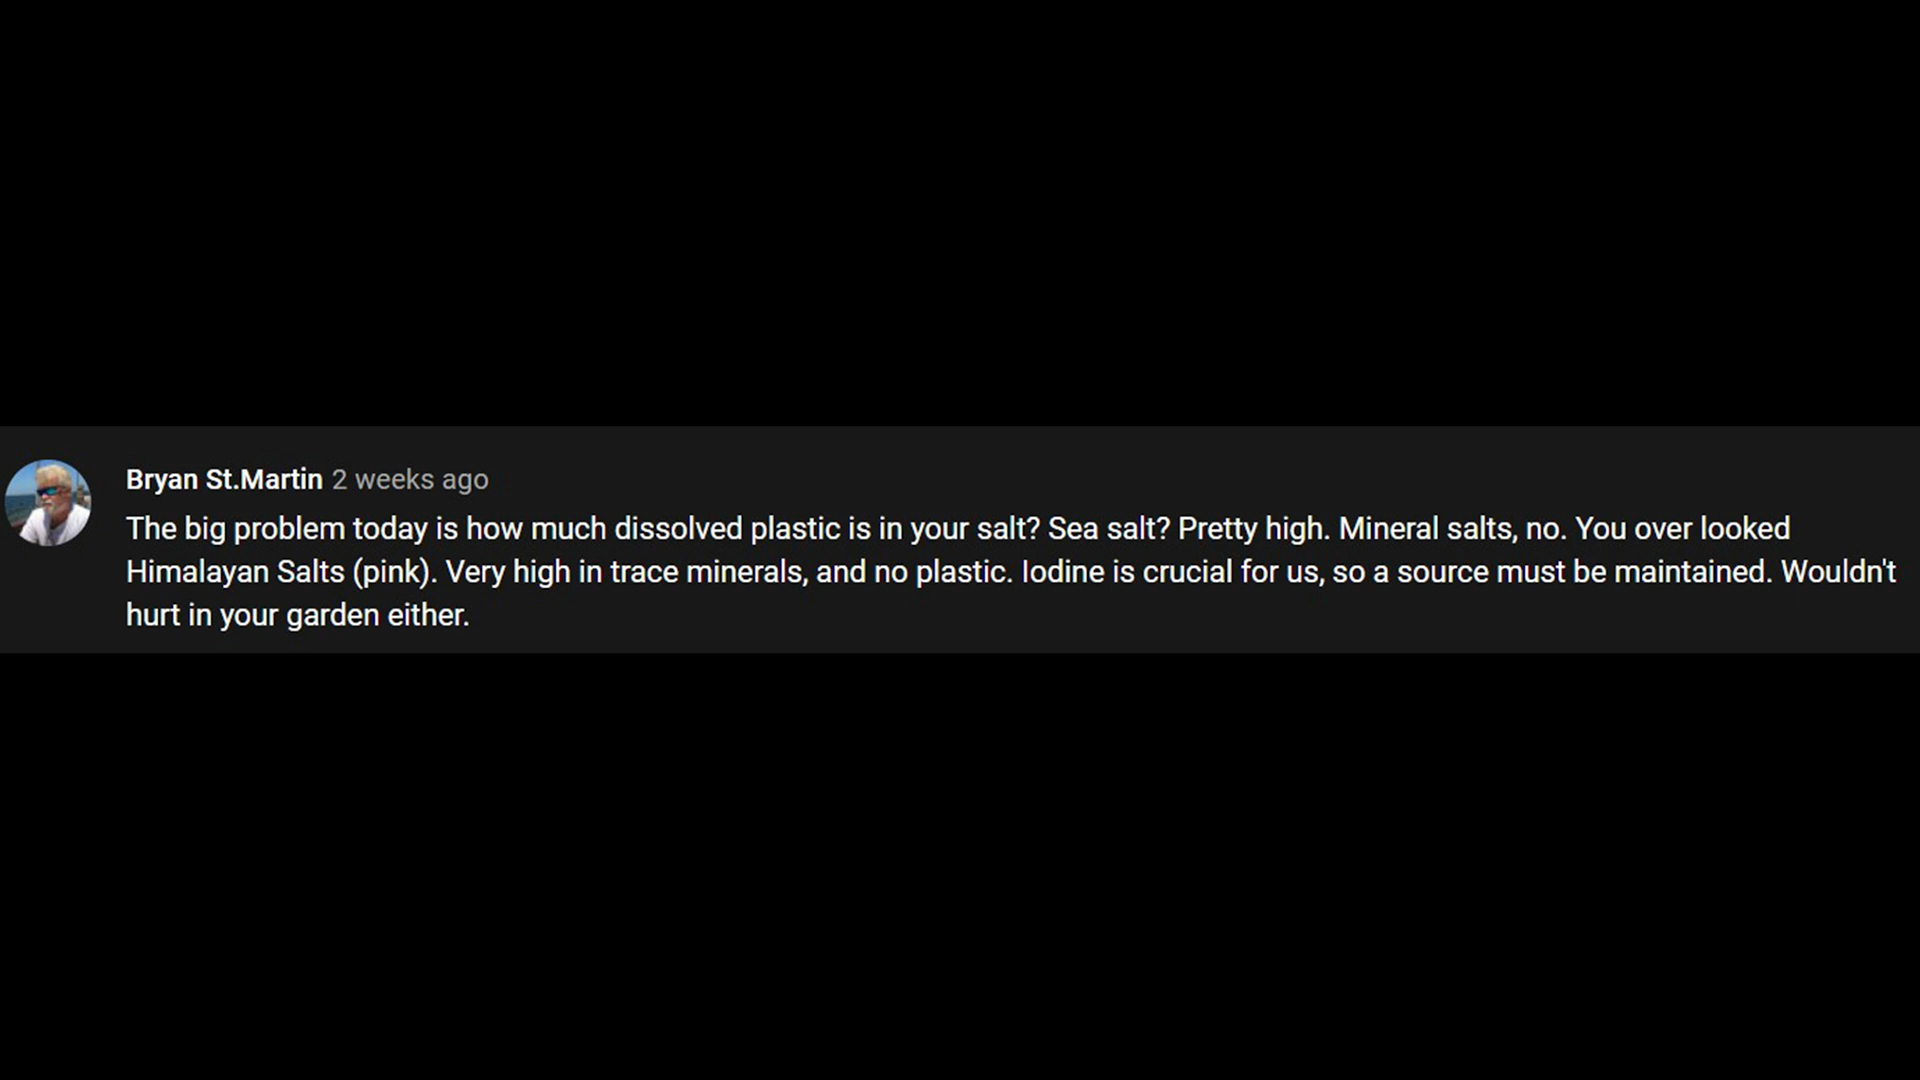 Bryan St.Martin 2 weeks ago
The big problem today is how much dissolved plastic is in your salt? Sea salt? Pretty high. Mineral salts, no. You over looked
Himalayan Salts (pink). Very high in trace minerals, and no plastic. Iodine is crucial for us, so a source must be maintained. Wouldn't
hurt in your garden either.